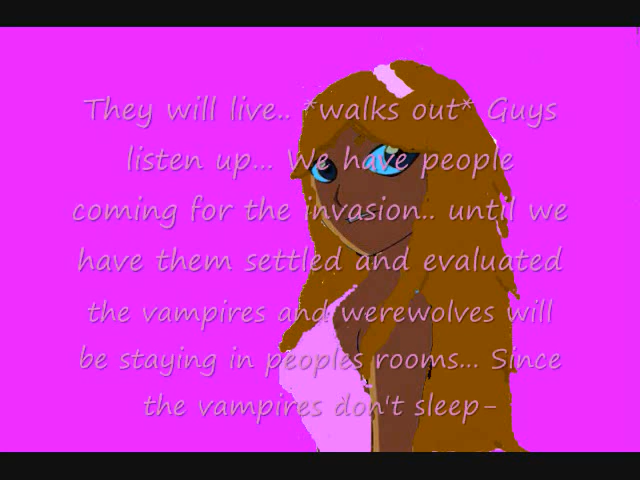 They will live.. *walks out* Guys
listen up... We have people
coming for the invasion.. until we
have them settled and evaluated
the vampires and werewolves will
be staying in peoples rooms... Since
the vampires don't sleep-